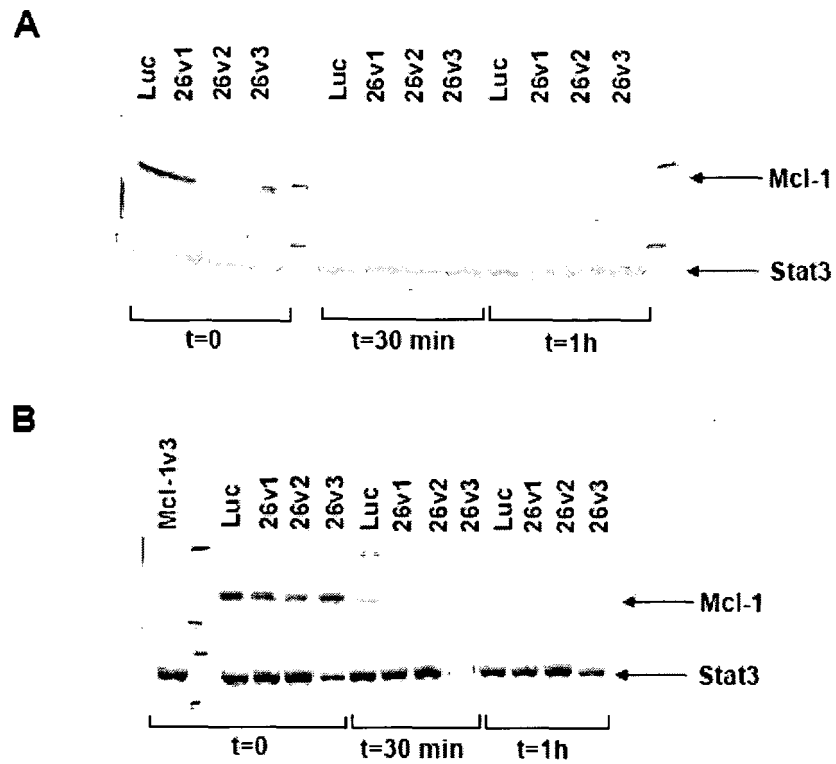 A
Luc 26v1 26v2 26v3 Luc 26v1 26v2 26v3 Luc 26v1 26v2 26v3
Mcl-1
Stat3
t=0 t=30 min t=1h
B
Mcl-1v3 Luc 26v1 26v2 26v3 Luc 26v1 26v2 26v3 Luc 26v1 26v2 26v3
Mcl-1
Stat3
t=0 t=30 min t=1h